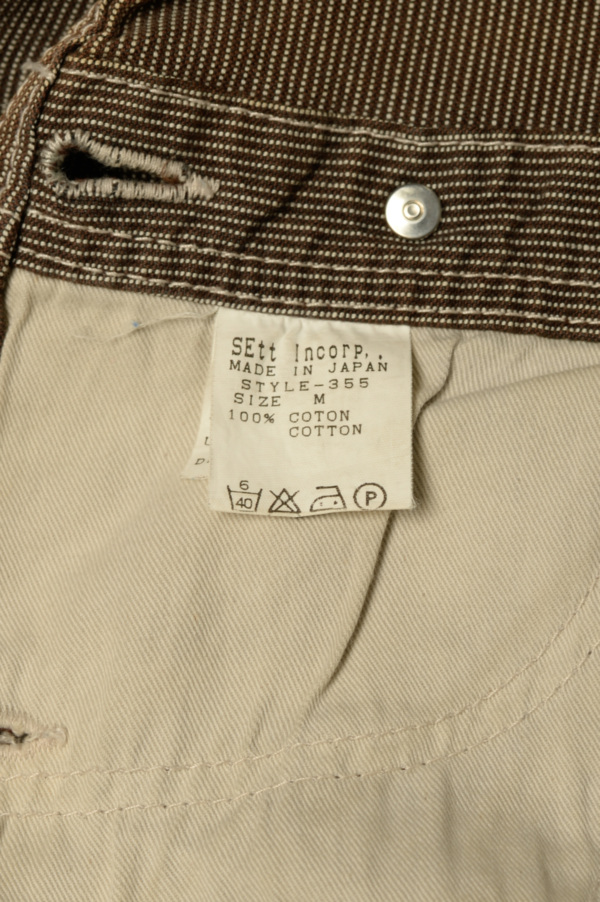 SEtt Incorp,.
MADE IN JAPAN
STYLE-355
SIZE M
100% COTON
COTTON
6
40 P